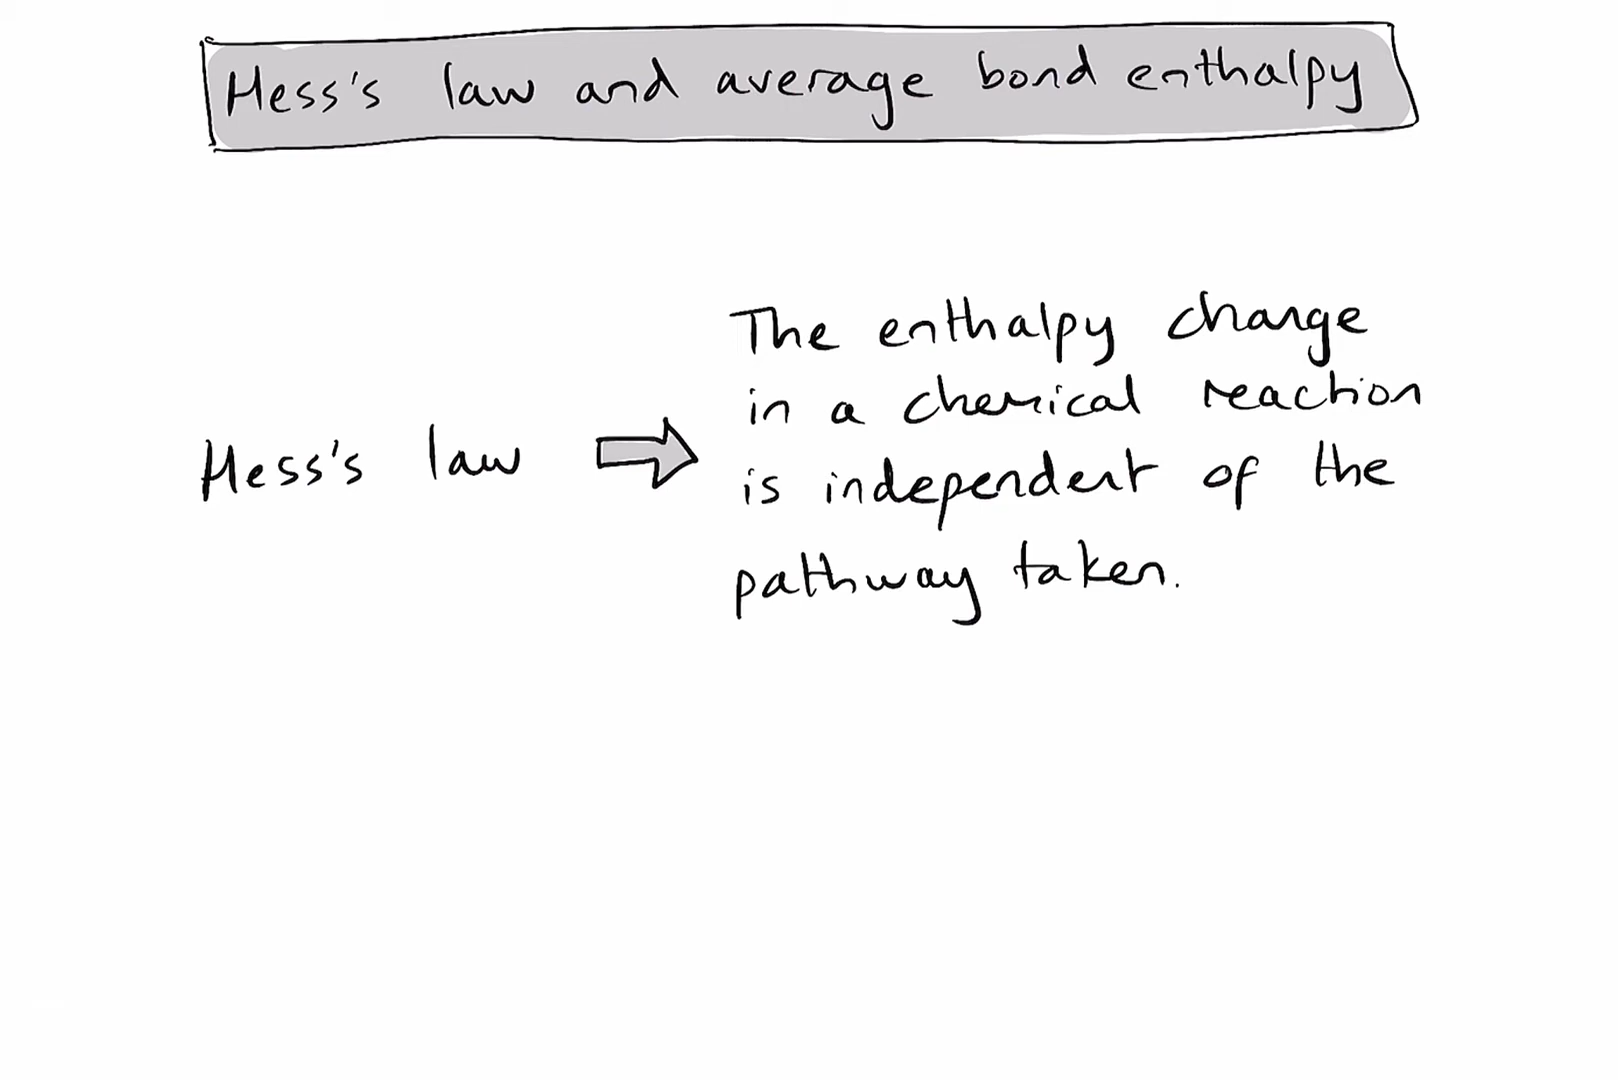 Hess's law and average bond enthalpy
The enthalpy change
in a chemical reaction
Hess's law
is independent of the
pathway taken.